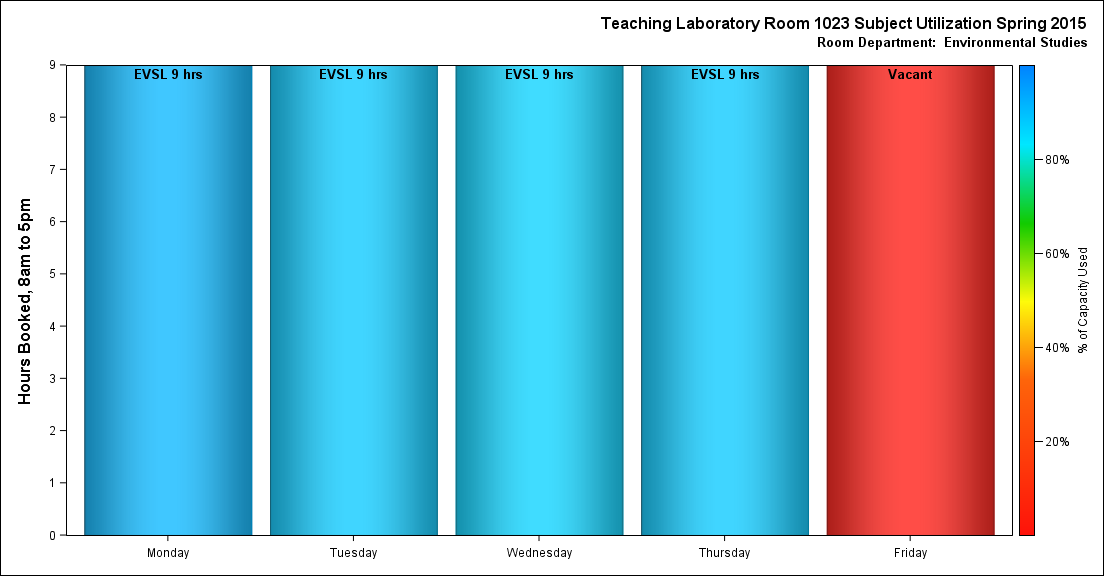 Teaching Laboratory Room 1023 Subject Utilization Spring 2015
Room Department:  Environmental Studies
Hours Booked, 8am to 5pm
9
8
7
6
5
4
3
2
1
0
EVSL 9 hrs
EVSL 9 hrs
EVSL 9 hrs
EVSL 9 hrs
Vacant
Monday
Tuesday
Wednesday
Thursday
Friday
80%
60%
40%
20%
% of Capacity Used